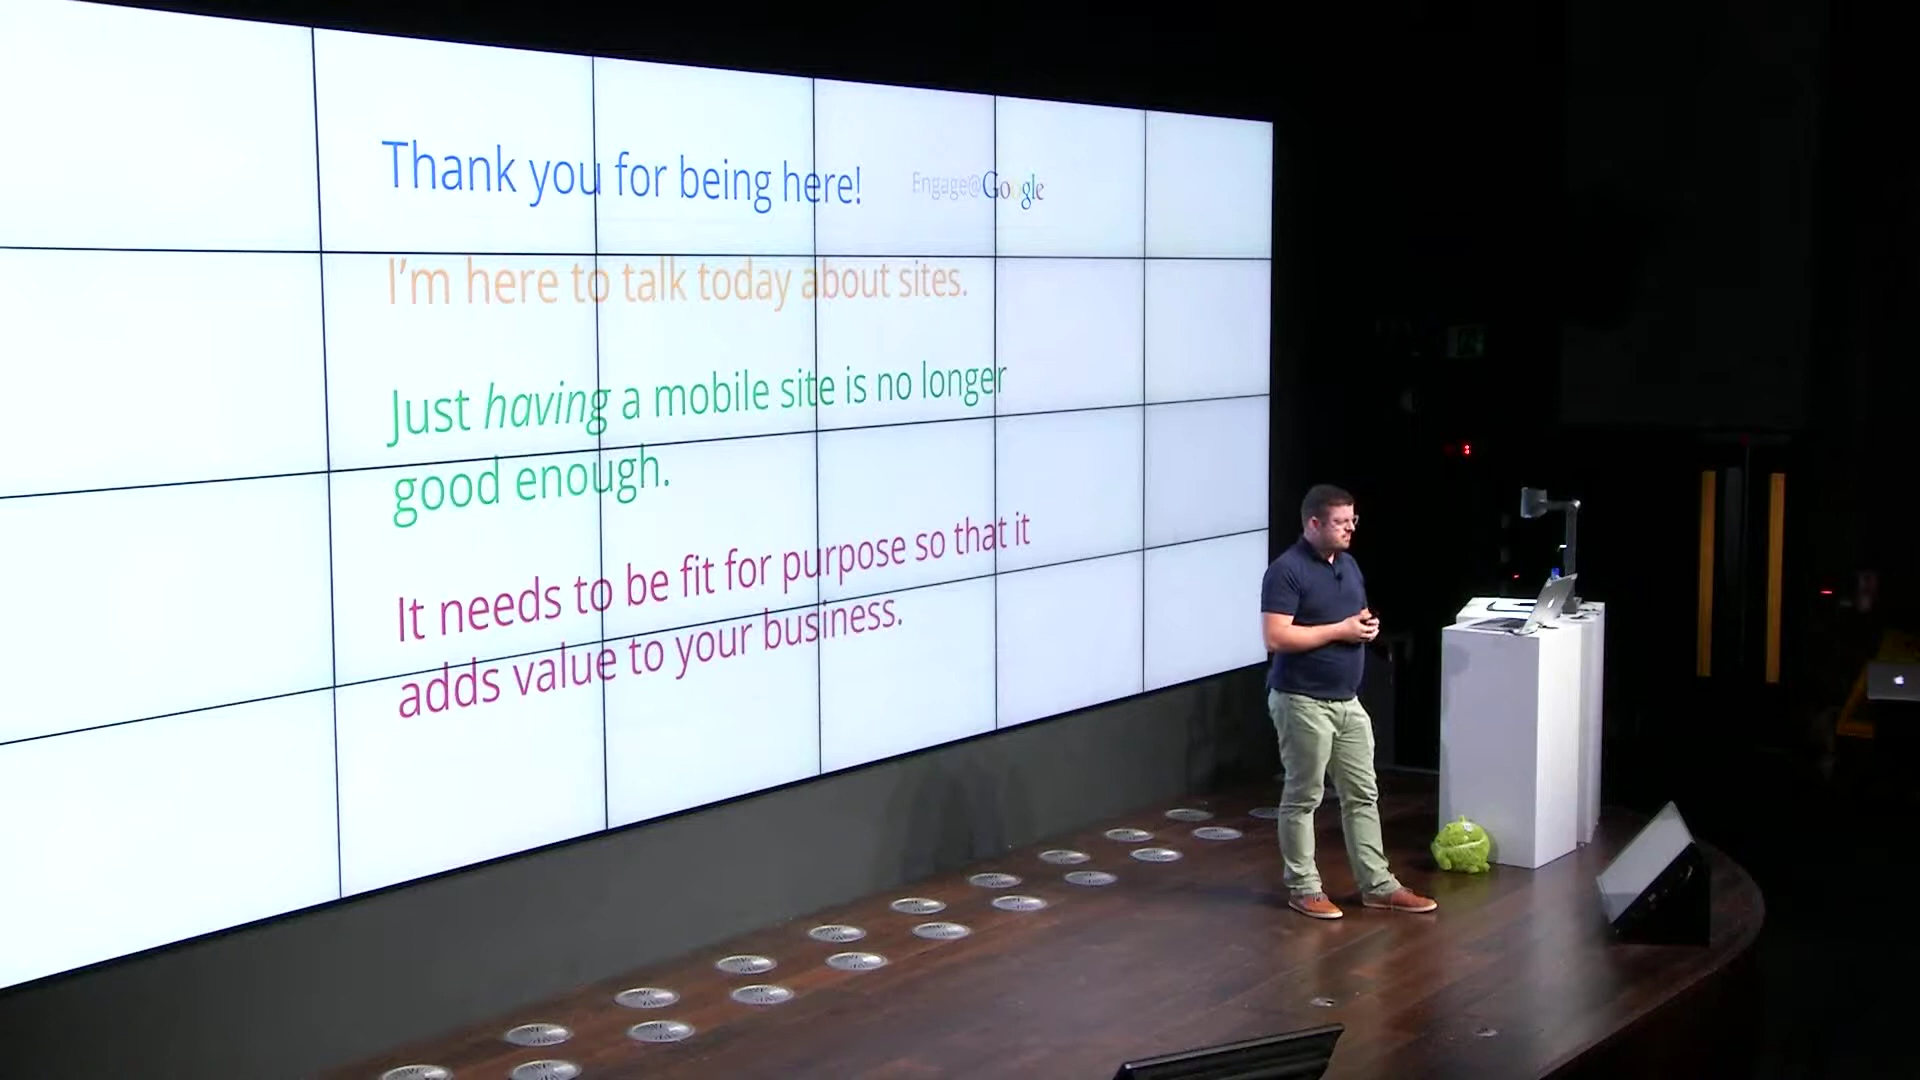 Thank you for being here!
Engage@Google
I'm here to talk today about sites.
Just having a mobile site is no longer
good enough.
It needs to be fit for purpose so that it
adds value to your business.